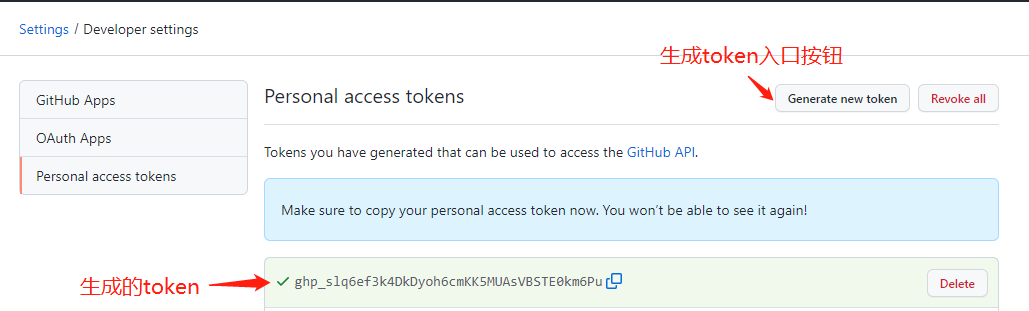 Settings / Developer settings
生成token入口按钮
GitHub Apps
OAuth Apps
Personal access tokens
Personal access tokens
Generate new token
Revoke all
Tokens you have generated that can be used to access the GitHub API.
Make sure to copy your personal access token now. You won't be able to see it again!
生成的token
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
Delete